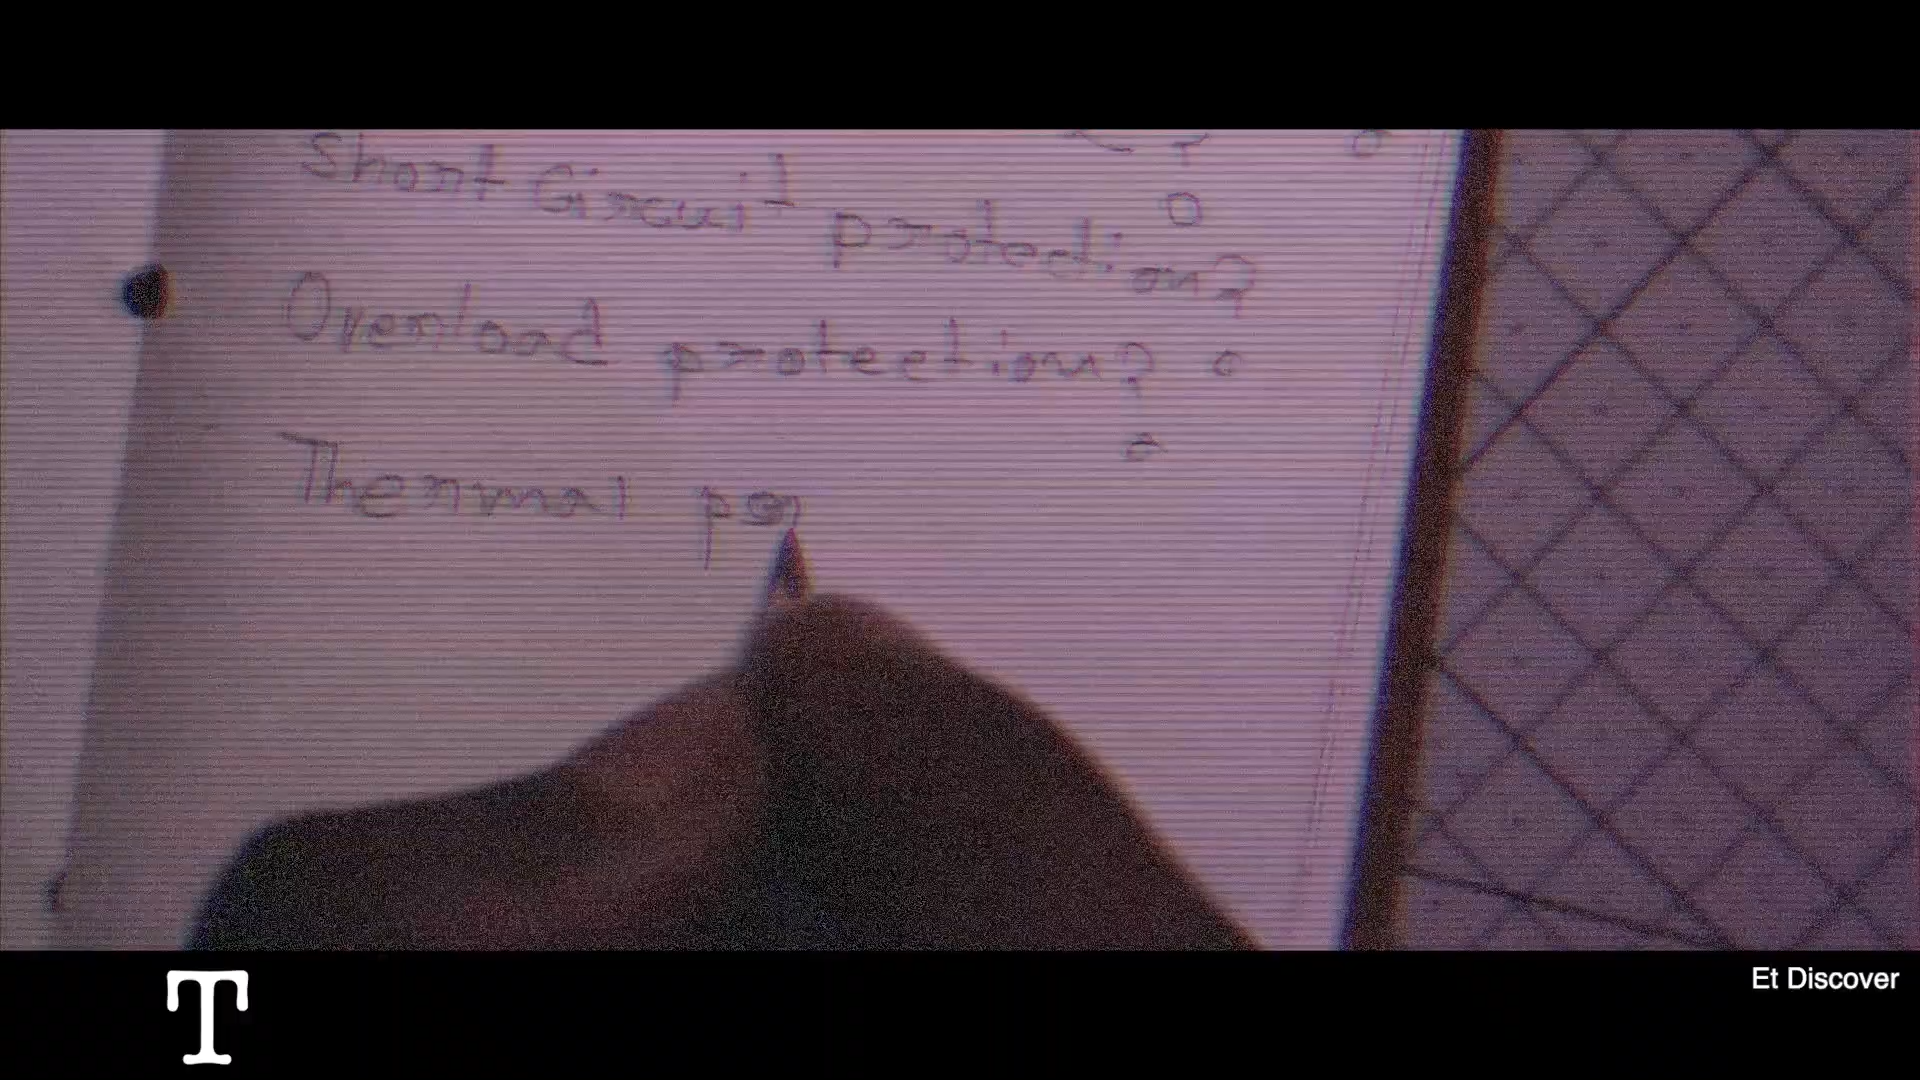 Short Circuit protection?
Overload protection?
Thermal
T
Et Discover